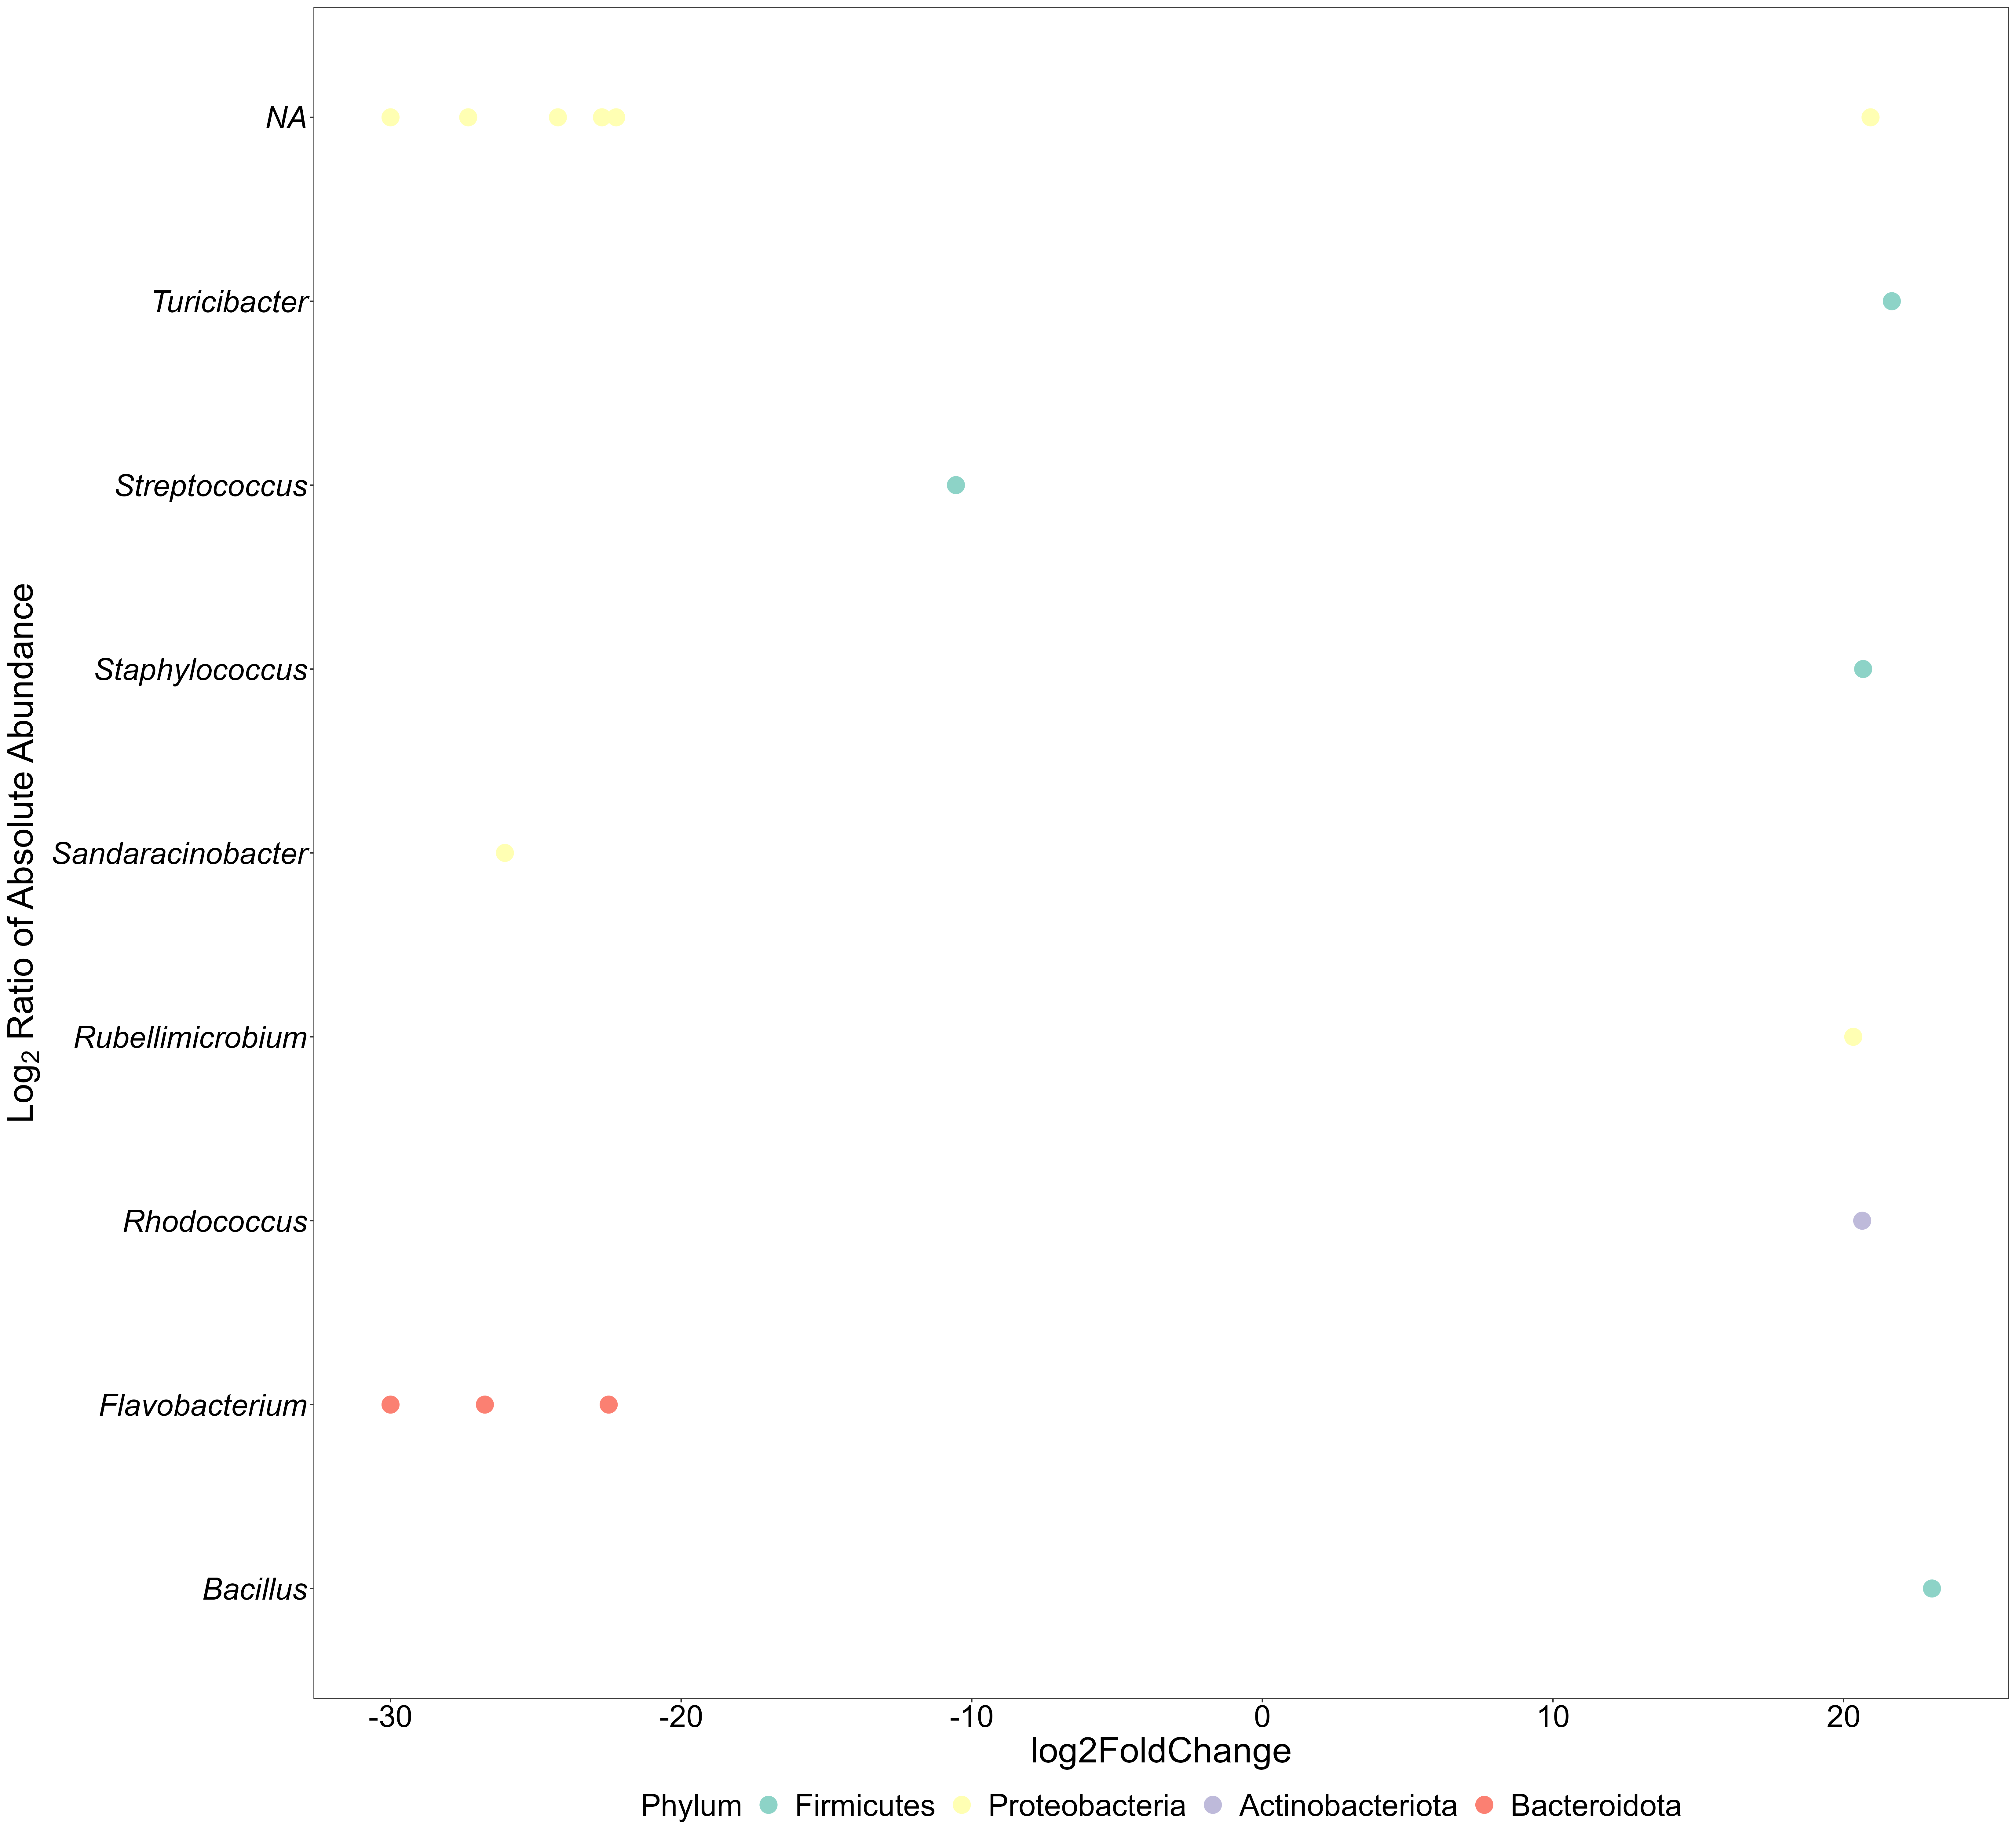 NA
Turicibacter
Streptococcus
Staphylococcus
Sandaracinobacter
Rubellimicrobium
Rhodococcus
Flavobacterium
Bacillus
Log2 Ratio of Absolute Abundance
-30 -20 -10 0 10 20
log2FoldChange
Phylum Firmicutes Proteobacteria Actinobacteriota Bacteroidota